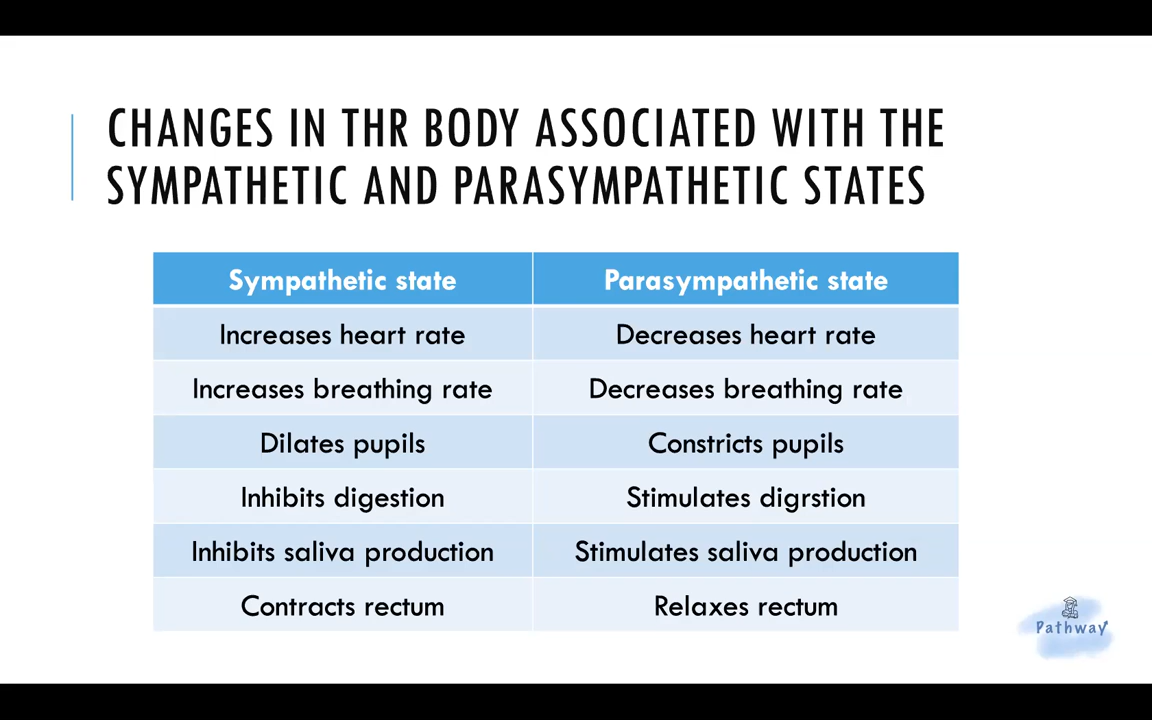 CHANGES IN THR BODY ASSOCIATED WITH THE
SYMPATHETIC AND PARASYMPATHETIC STATES
Sympathetic state Parasympathetic state
Increases heart rate Decreases heart rate
Increases breathing rate Decreases breathing rate
Dilates pupils Constricts pupils
Inhibits digestion Stimulates digrstion
Inhibits saliva production Stimulates saliva production
Contracts rectum Relaxes rectum
Pathway